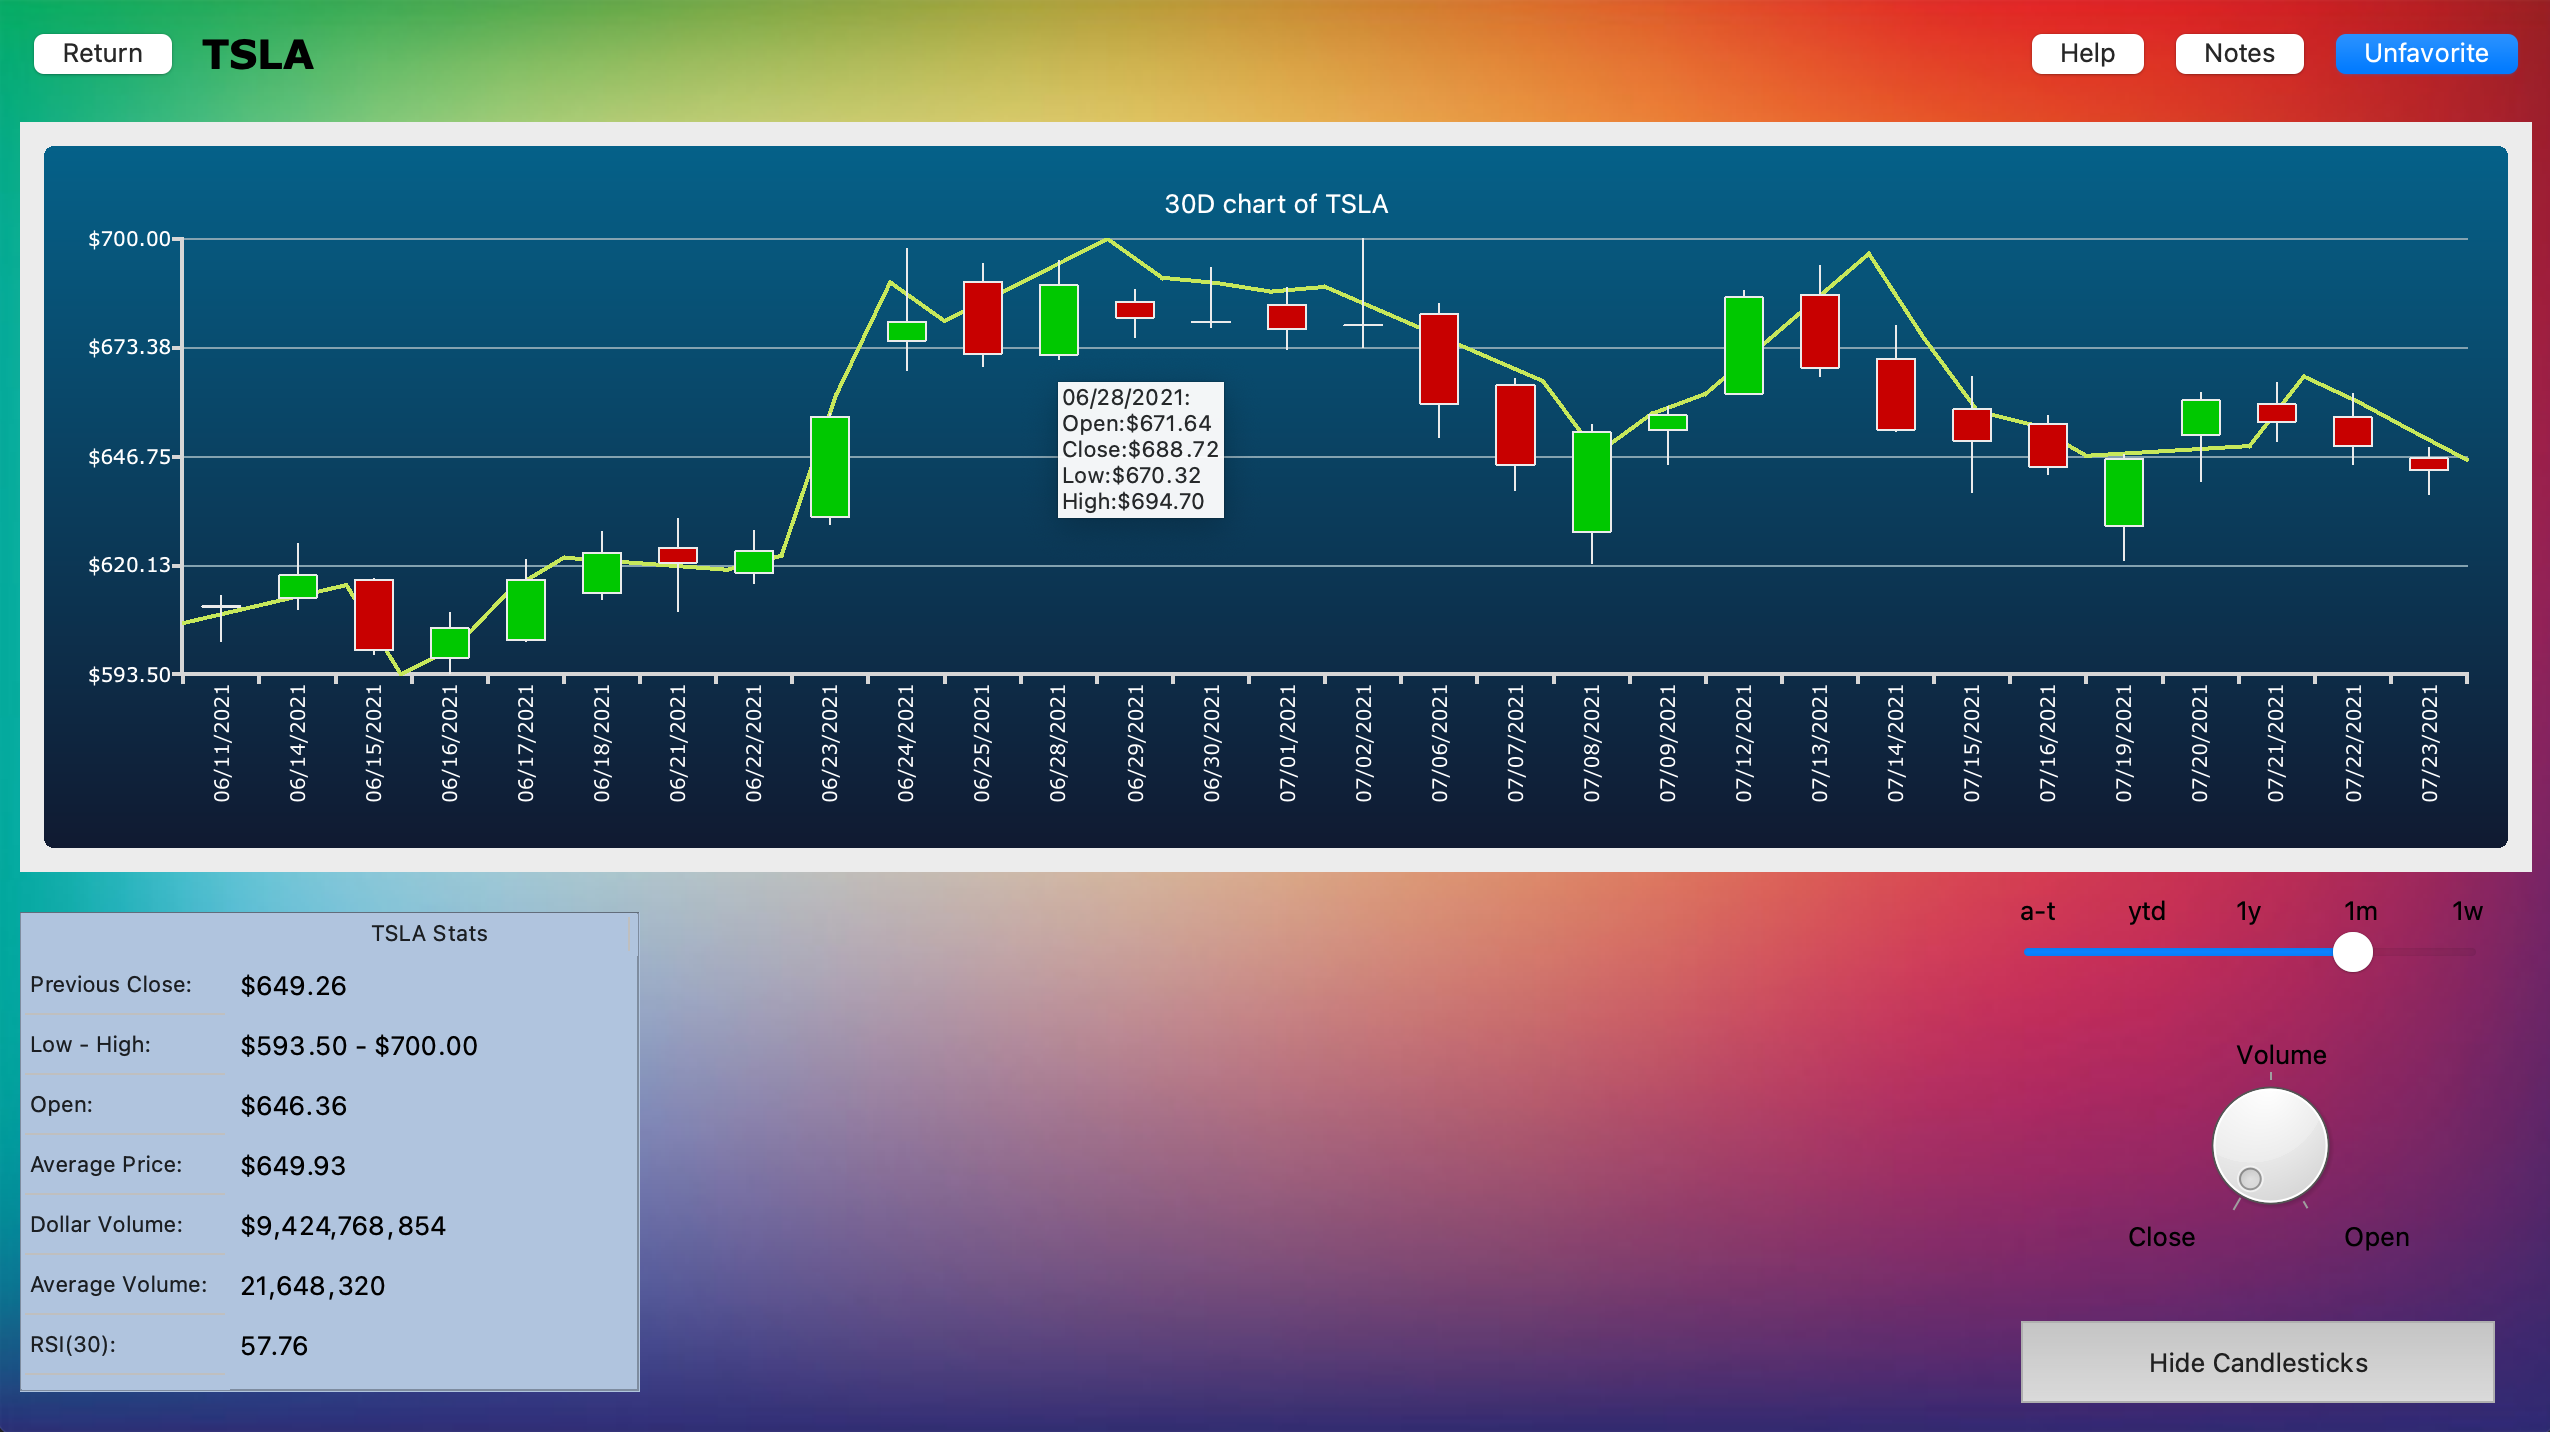 Return
TSLA
Help
Notes
Unfavorite
30D chart of TSLA
$700.00
$673.38
$646.75
$620.13
$593.50
06/28/2021:
Open:$671.64
Close:$688.72
Low:$670.32
High:$694.70
06/11/2021
06/14/2021
06/15/2021
06/16/2021
06/17/2021
06/18/2021
06/21/2021
06/22/2021
06/23/2021
06/24/2021
06/25/2021
06/28/2021
06/29/2021
06/30/2021
07/01/2021
07/02/2021
07/06/2021
07/07/2021
07/08/2021
07/09/2021
07/12/2021
07/13/2021
07/14/2021
07/15/2021
07/16/2021
07/19/2021
07/20/2021
07/21/2021
07/22/2021
07/23/2021
TSLA Stats
Previous Close: $649.26
Low - High: $593.50 - $700.00
Open: $646.36
Average Price: $649.93
Dollar Volume: $9,424,768,854
Average Volume: 21,648,320
RSI(30): 57.76
a-t ytd 1y 1m 1w
Volume
Close Open
Hide Candlesticks